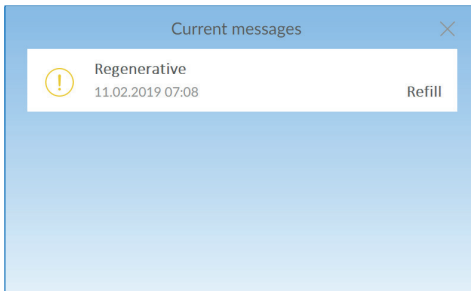 Current messages
Regenerative
11.02.2019 07:08
Refill